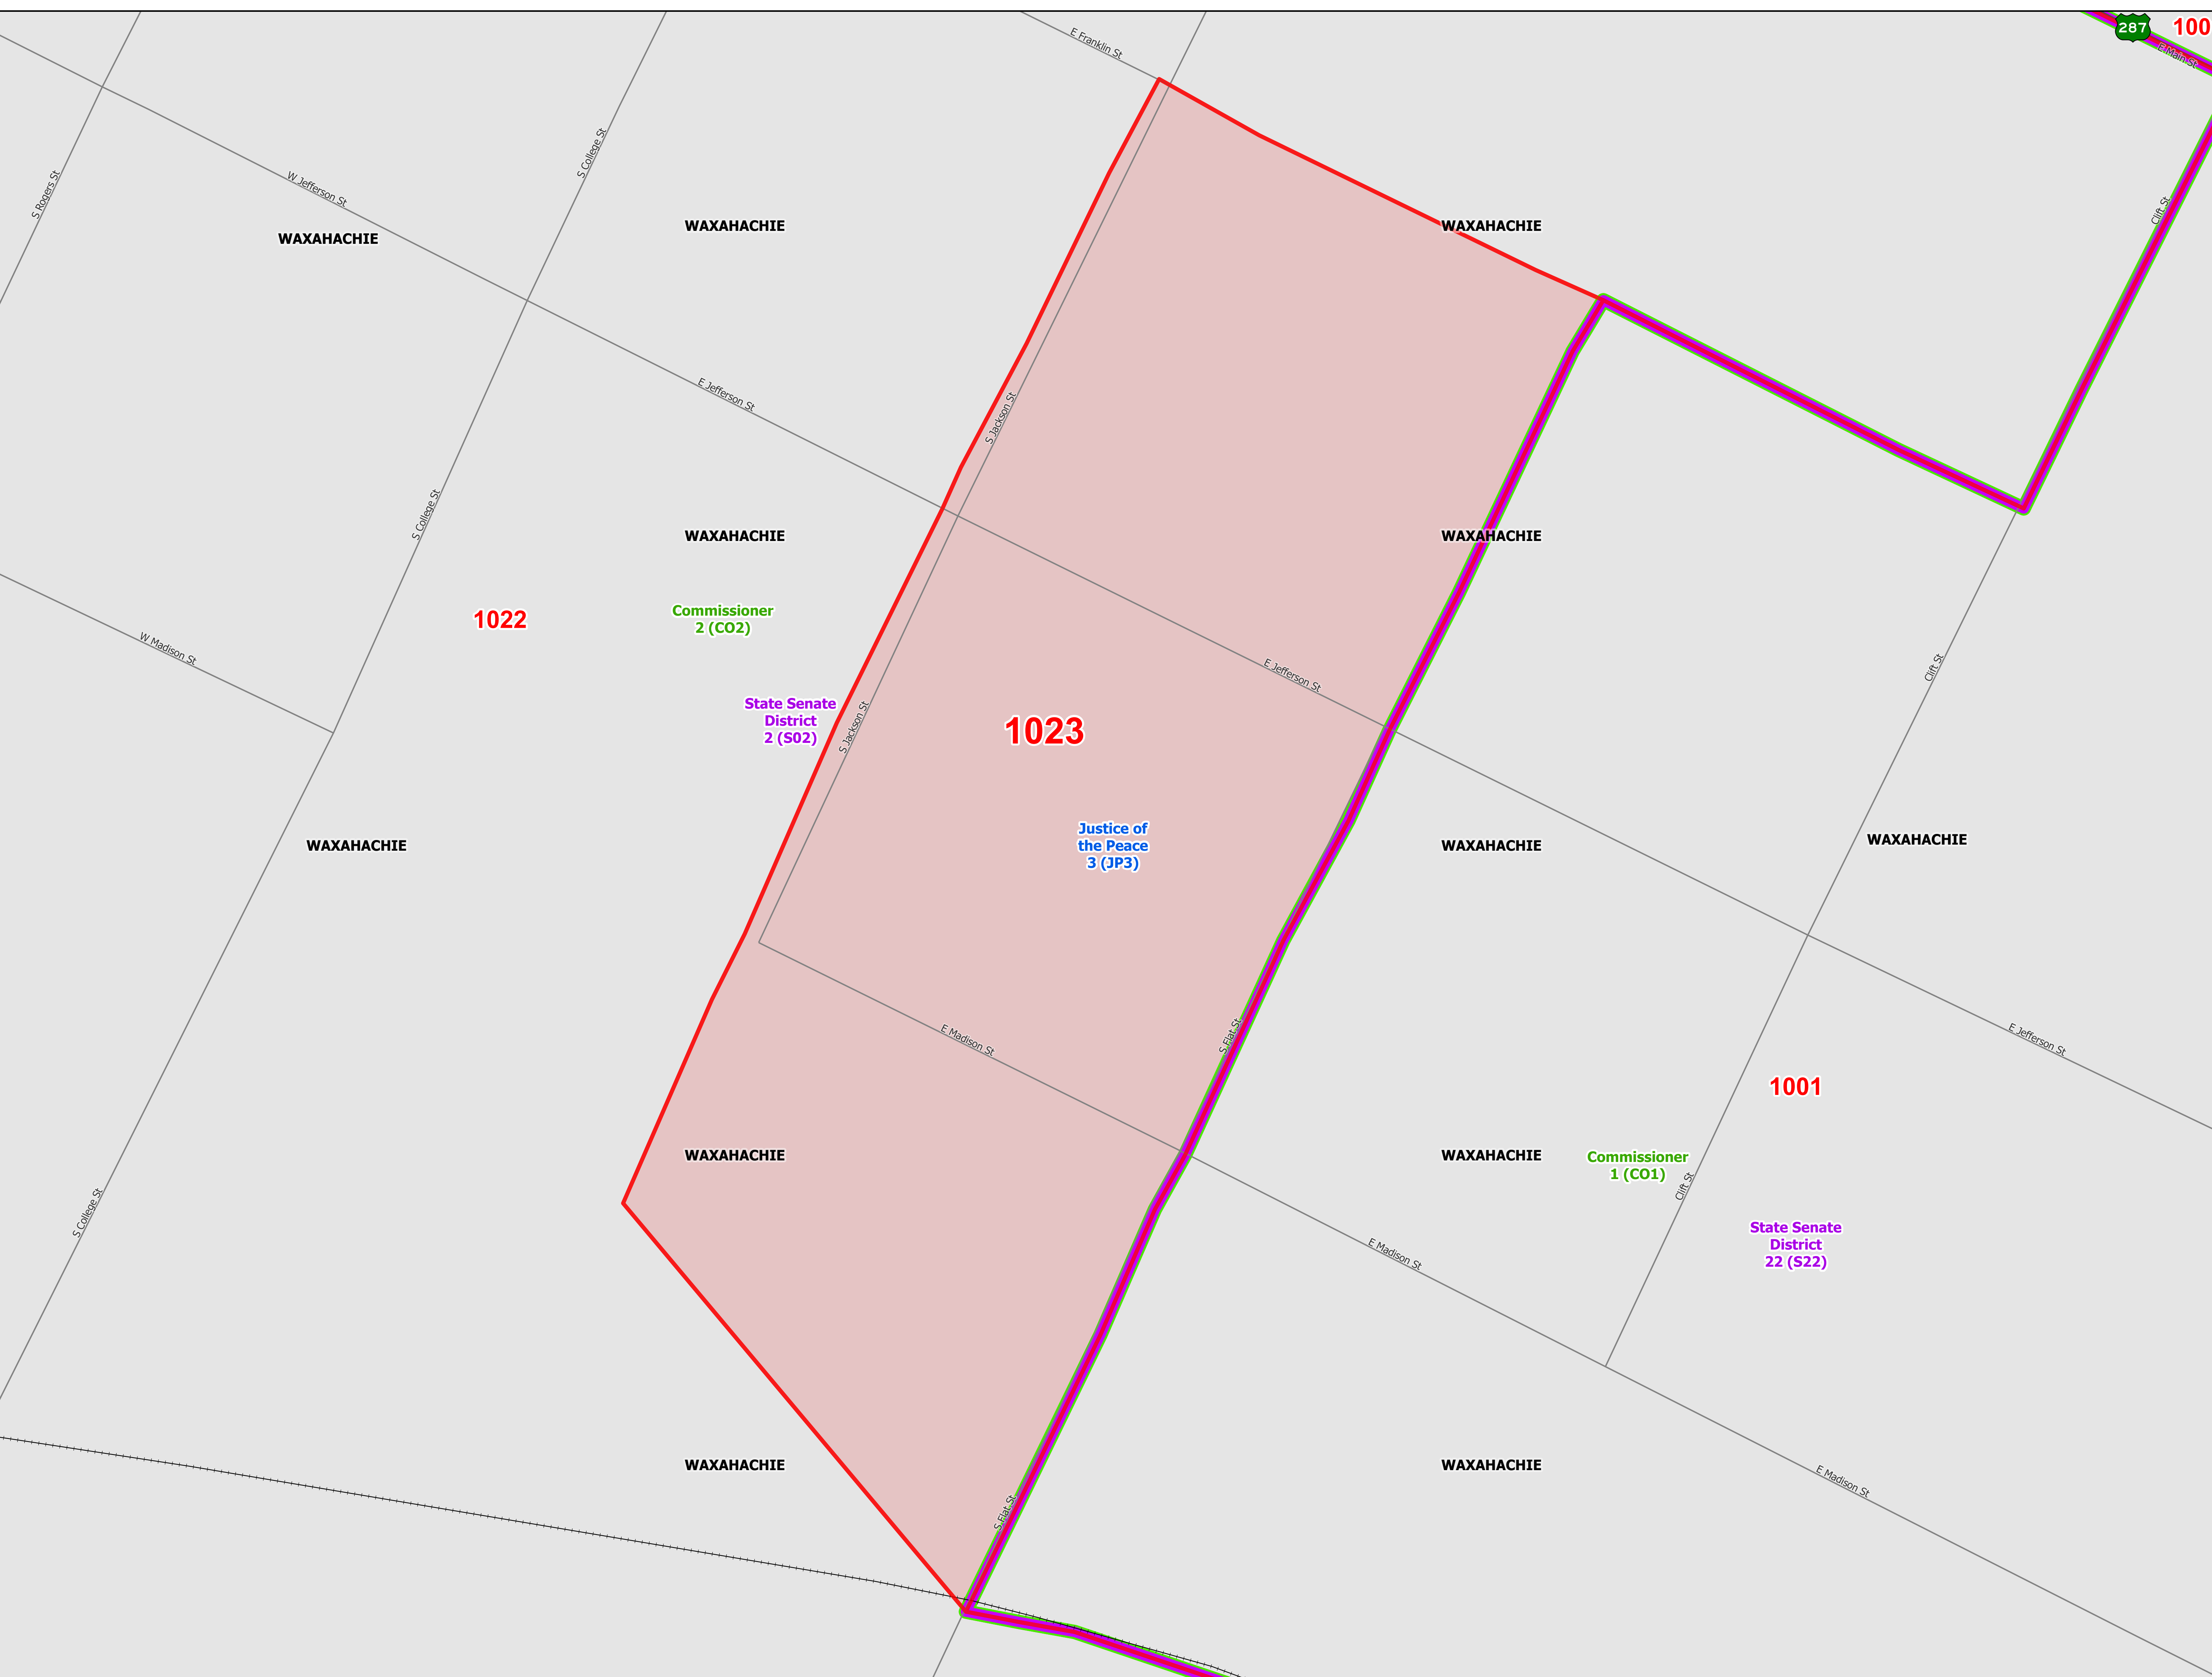 287
100
E Main St
E Franklin St
S College St
Clift St
S Rogers St
W Jefferson St
WAXAHACHIE
WAXAHACHIE
WAXAHACHIE
E Jefferson St
S Jackson St
S College St
WAXAHACHIE
WAXAHACHIE
Commissioner
2 (CO2)
1022
W Madison St
E Jefferson St
Clift St
State Senate
District
2 (S02)
S Jackson St
1023
Justice of
the Peace
3 (JP3)
WAXAHACHIE
WAXAHACHIE
WAXAHACHIE
E Madison St
S Flat St
E Jefferson St
1001
WAXAHACHIE
WAXAHACHIE
Commissioner
1 (CO1)
Clift St
S College St
E Madison St
State Senate
District
22 (S22)
WAXAHACHIE
WAXAHACHIE
E Madison St
S Flat St